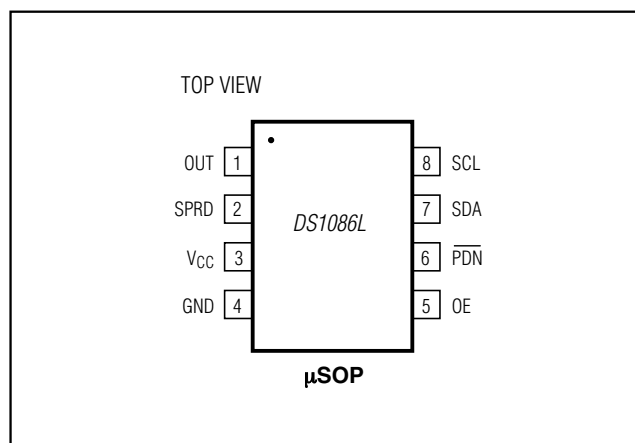 TOP VIEW
OUT 1 8 SCL
SPRD 2 DS1086L 7 SDA
VCC 3 6 P̅D̅N̅
GND 4 5 OE
µSOP